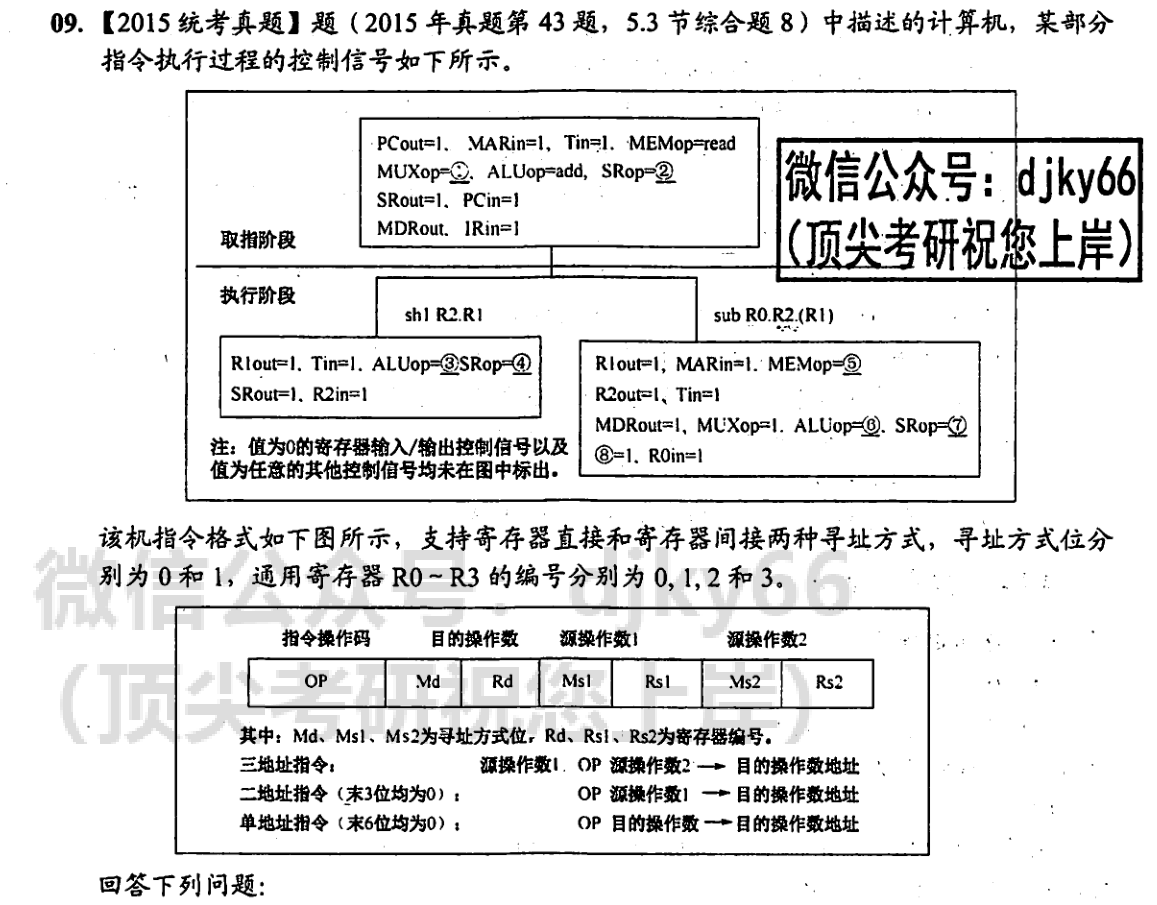 09.【2015 统考真题】题（2015 年真题第 43 题，5.3 节综合题 8）中描述的计算机，某部分
指令执行过程的控制信号如下所示。
PCout=1、 MARin=1、Tin=1、MEMop=read
MUXop=①、ALUop=add, SRop=②
SRout=1、PCin=1
MDRout、IRin=1
取指阶段
微信公众号：djky66
（顶尖考研祝您上岸）
执行阶段
sh1 R2.R1
sub R0.R2.(R1)
R1out=1、Tin=1、ALUop=③SRop=④
SRout=1、R2in=1
R1out=1, MARin=1. MEMop=⑤
R2out=1、Tin=1
MDRout=1, MUXop=1. ALUop=⑥. SRop=⑦
⑧=1、R0in=1
注：值为0的寄存器输入/输出控制信号以及
值为任意的其他控制信号均未在图中标出。
该机指令格式如下图所示，支持寄存器直接和寄存器间接两种寻址方式，寻址方式位分
别为 0 和 1，通用寄存器 R0 ~ R3 的编号分别为 0, 1, 2 和 3。
微信公众号：djky66
（顶尖考研祝您上岸）
指令操作码 目的操作数 源操作数1 源操作数2
OP Md Rd Ms1 Rs1 Ms2 Rs2
其中：Md、Ms1、Ms2为寻址方式位，Rd、Rs1、Rs2为寄存器编号。
三地址指令： 源操作数1 OP 源操作数2 → 目的操作数地址
二地址指令（末3位均为0）： OP 源操作数1 → 目的操作数地址
单地址指令（末6位均为0）： OP 目的操作数 → 目的操作数地址
回答下列问题：